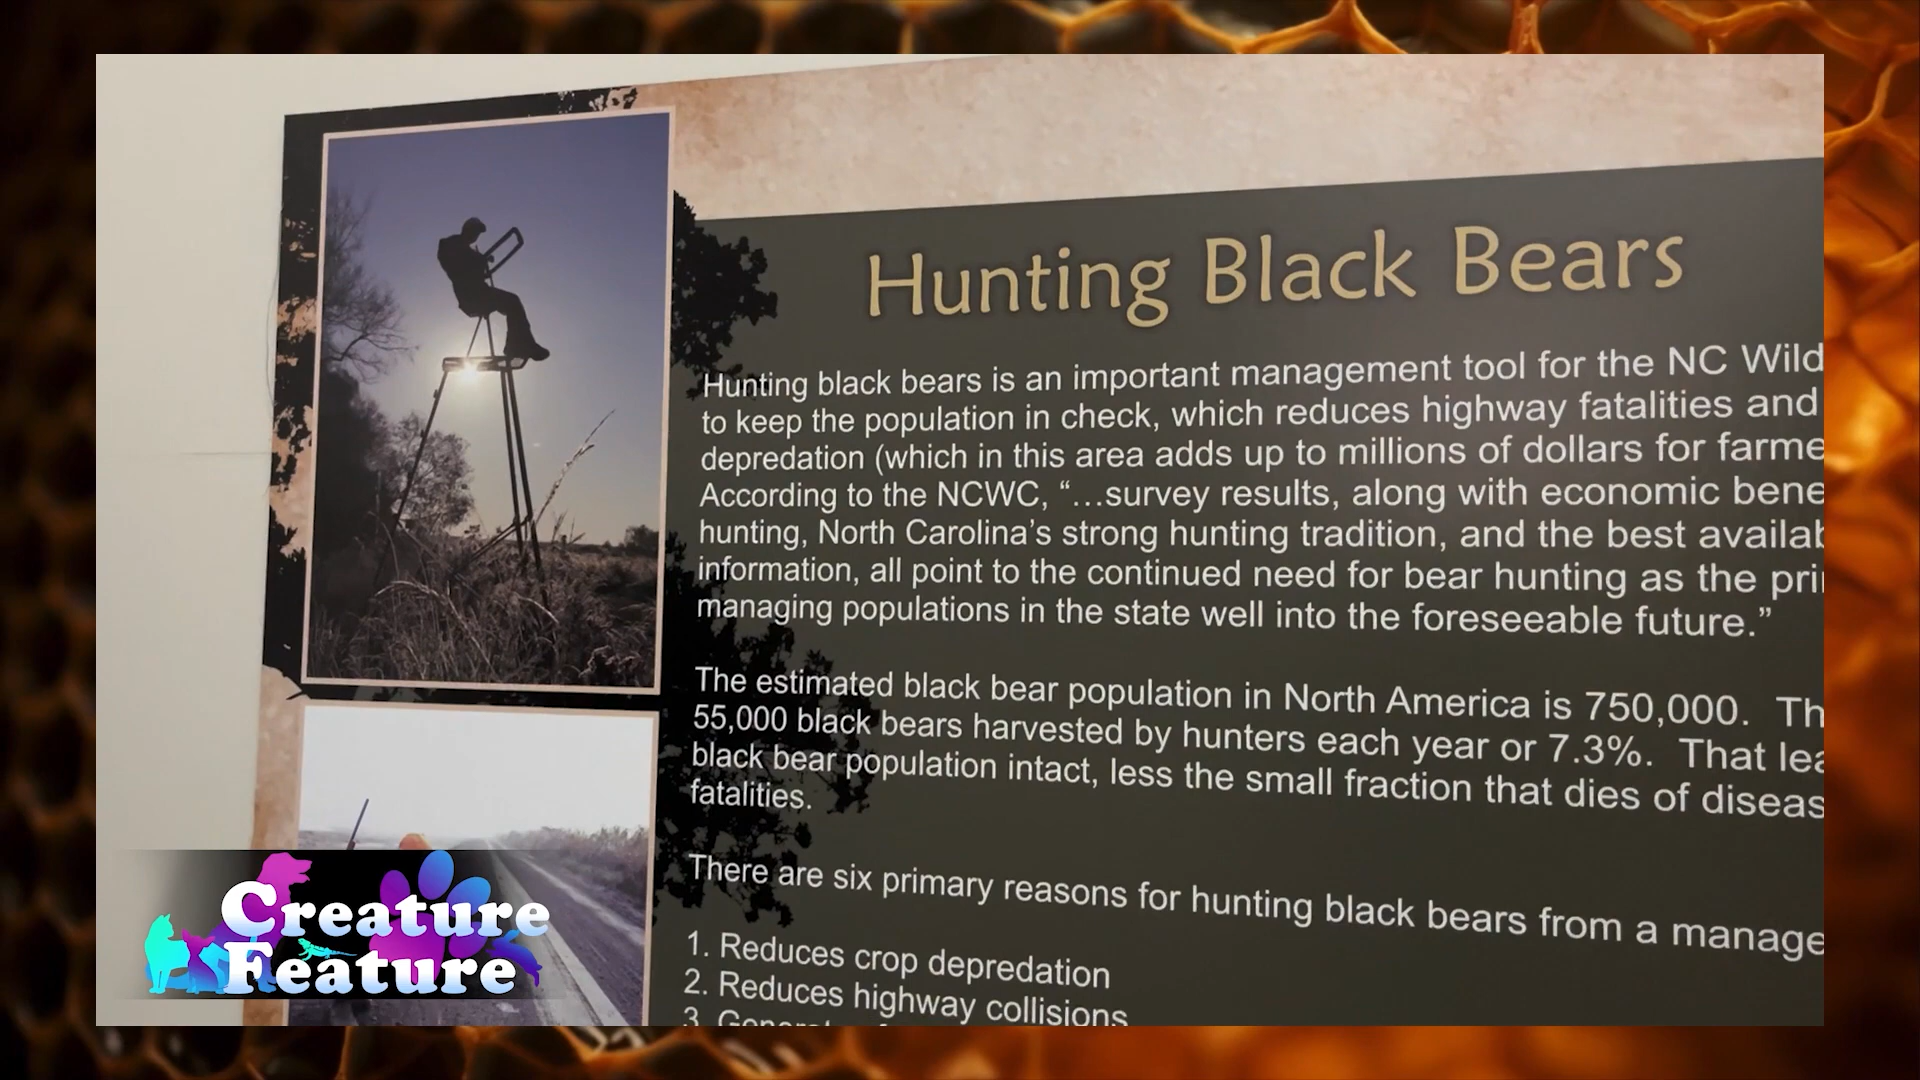 Hunting Black Bears
Hunting black bears is an important management tool for the NC Wild
to keep the population in check, which reduces highway fatalities and
depredation (which in this area adds up to millions of dollars for farme
According to the NCWC, “…survey results, along with economic bene
hunting, North Carolina’s strong hunting tradition, and the best availab
information, all point to the continued need for bear hunting as the pri
managing populations in the state well into the foreseeable future.”
The estimated black bear population in North America is 750,000. Th
55,000 black bears harvested by hunters each year or 7.3%. That lea
black bear population intact, less the small fraction that dies of diseas
fatalities.
There are six primary reasons for hunting black bears from a manage
1. Reduces crop depredation
2. Reduces highway collisions
3.
Creature
Feature